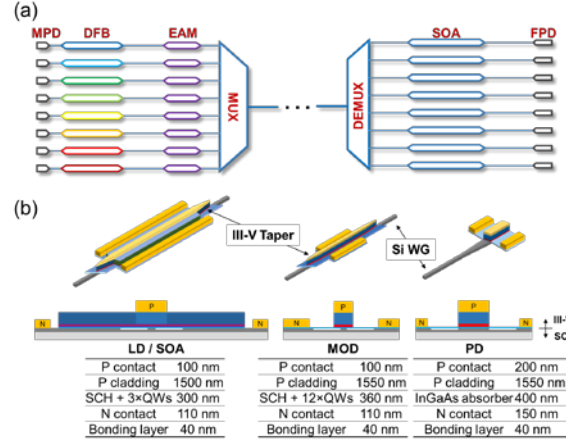 (a)
MPD DFB EAM SOA FPD
MUX
DEMUX
(b)
III-V Taper
Si WG
P P P
N N N N N N
III-V
LD / SOA MOD PD
P contact 100 nm P contact 100 nm P contact 200 nm
P cladding 1500 nm P cladding 1550 nm P cladding 1550 nm
SCH + 3×QWs 300 nm SCH + 12×QWs 360 nm InGaAs absorber 400 nm
N contact 110 nm N contact 110 nm N contact 150 nm
Bonding layer 40 nm Bonding layer 40 nm Bonding layer 40 nm